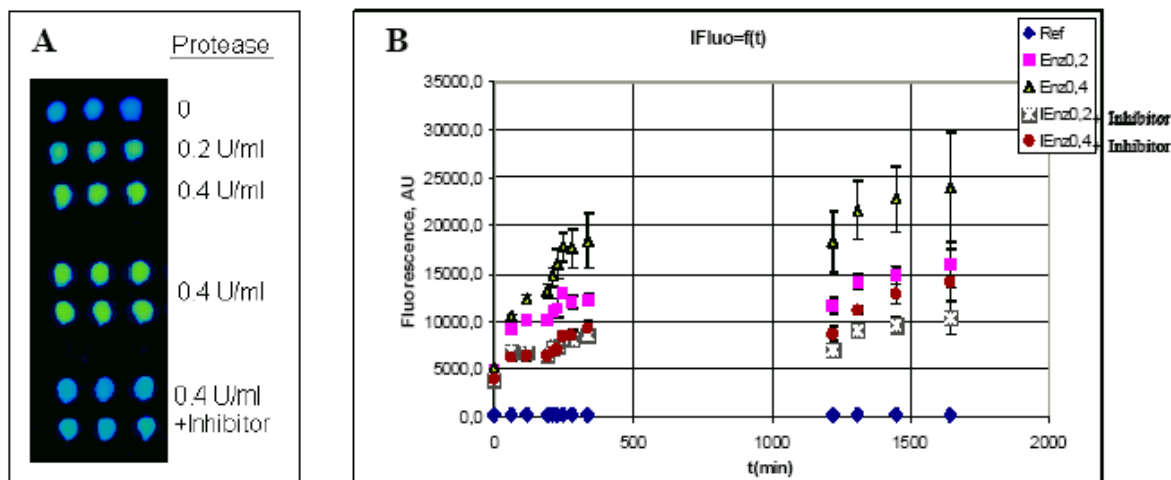 A
Protease
0
0.2 U/ml
0.4 U/ml
0.4 U/ml
0.4 U/ml
+Inhibitor
B
IFluo=f(t)
Ref
Enz0,2
Enz0,4
IEnz0,2 + Inhibitor
IEnz0,4 + Inhibitor
Fluorescence, AU
35000,0
30000,0
25000,0
20000,0
15000,0
10000,0
5000,0
0,0
0 500 1000 1500 2000
t(min)